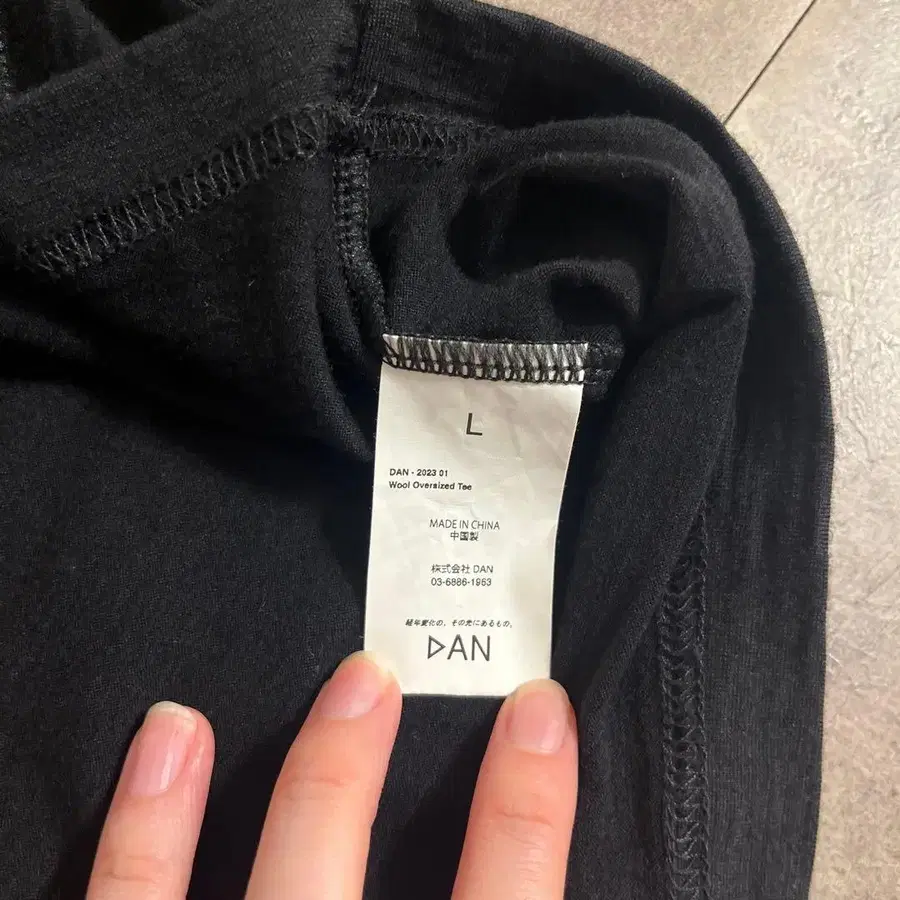 L
DAN - 2023 01
Wool Oversized Tee
MADE IN CHINA
中国製
株式会社 DAN
03-6886-1963
経年変化の、その先にあるもの。
DAN